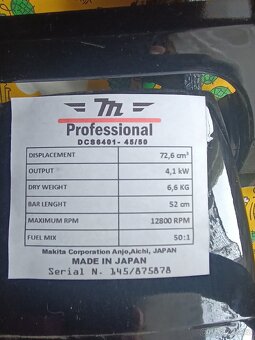 Tm
Professional
DCS6401- 45/50
DISPLACEMENT 72,6 cm³
OUTPUT 4,1 kW
DRY WEIGHT 6,6 KG
BAR LENGHT 52 cm
MAXIMUM RPM 12800 RPM
FUEL MIX 50:1
Makita Corporation Anjo,Aichi, JAPAN
MADE IN JAPAN
Serial N. 145/875878